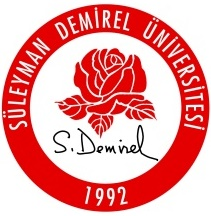 SÜLEYMAN DEMİREL ÜNİVERSİTESİ
S. Demirel
1992